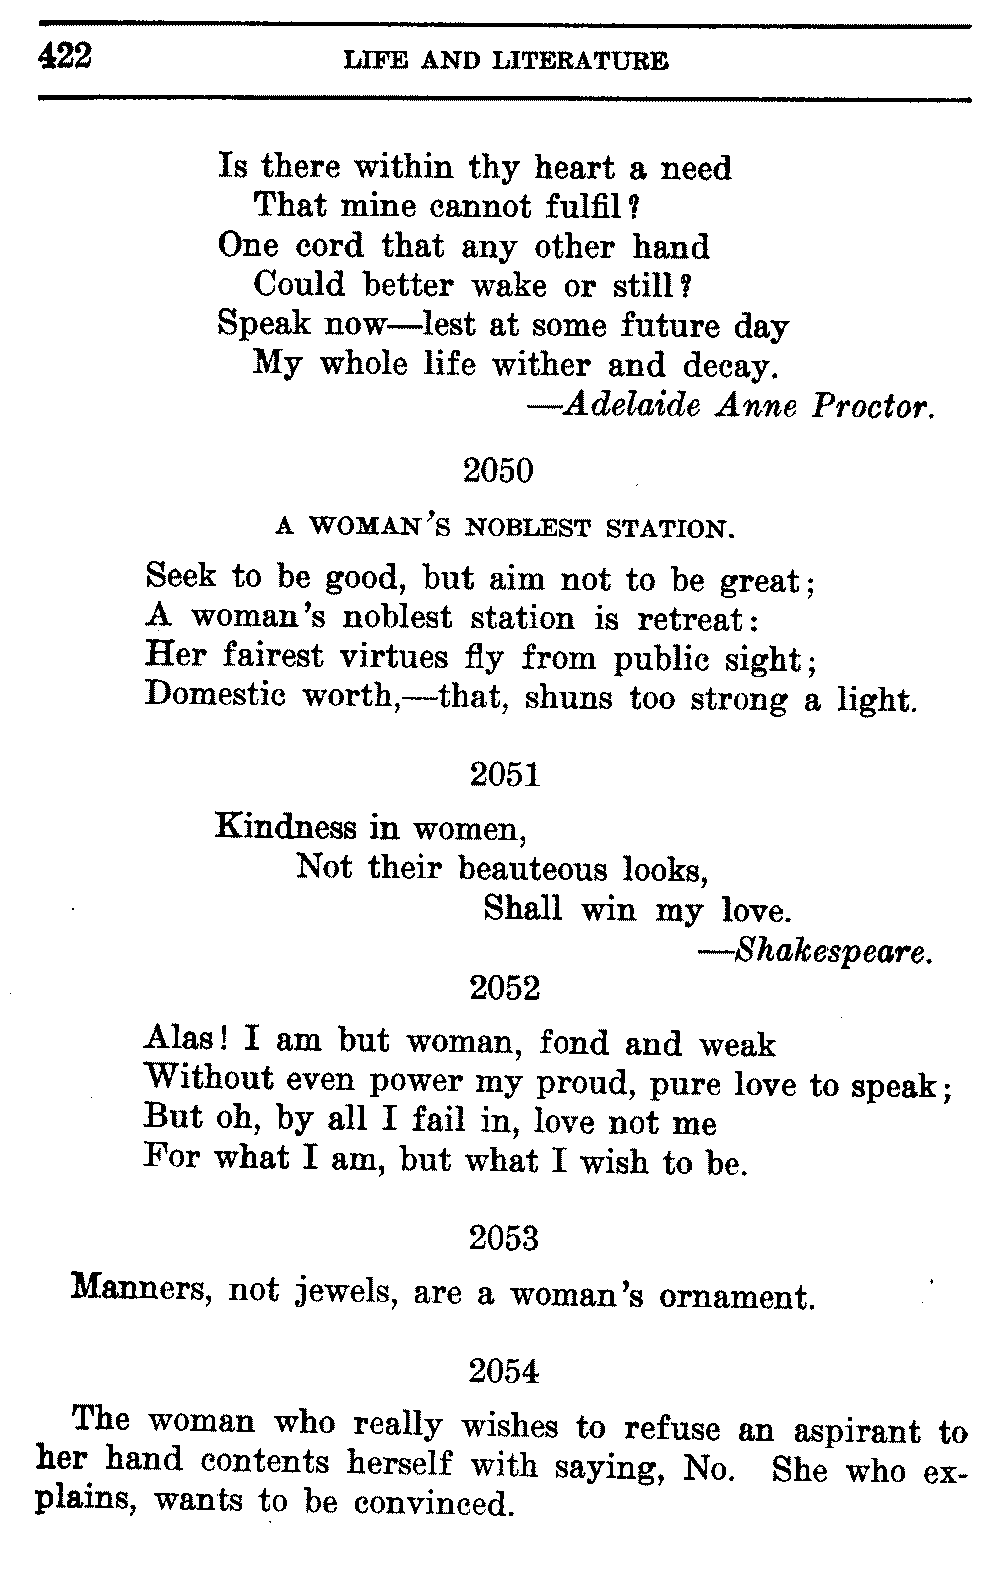 422 LIFE AND LITERATURE
Is there within thy heart a need
That mine cannot fulfil?
One cord that any other hand
Could better wake or still?
Speak now—lest at some future day
My whole life wither and decay.
—Adelaide Anne Proctor.
2050
A WOMAN'S NOBLEST STATION.
Seek to be good, but aim not to be great;
A woman's noblest station is retreat:
Her fairest virtues fly from public sight;
Domestic worth,—that, shuns too strong a light.
2051
Kindness in women,
Not their beauteous looks,
Shall win my love.
—Shakespeare.
2052
Alas! I am but woman, fond and weak
Without even power my proud, pure love to speak;
But oh, by all I fail in, love not me
For what I am, but what I wish to be.
2053
Manners, not jewels, are a woman's ornament.
2054
The woman who really wishes to refuse an aspirant to
her hand contents herself with saying, No. She who ex-
plains, wants to be convinced.